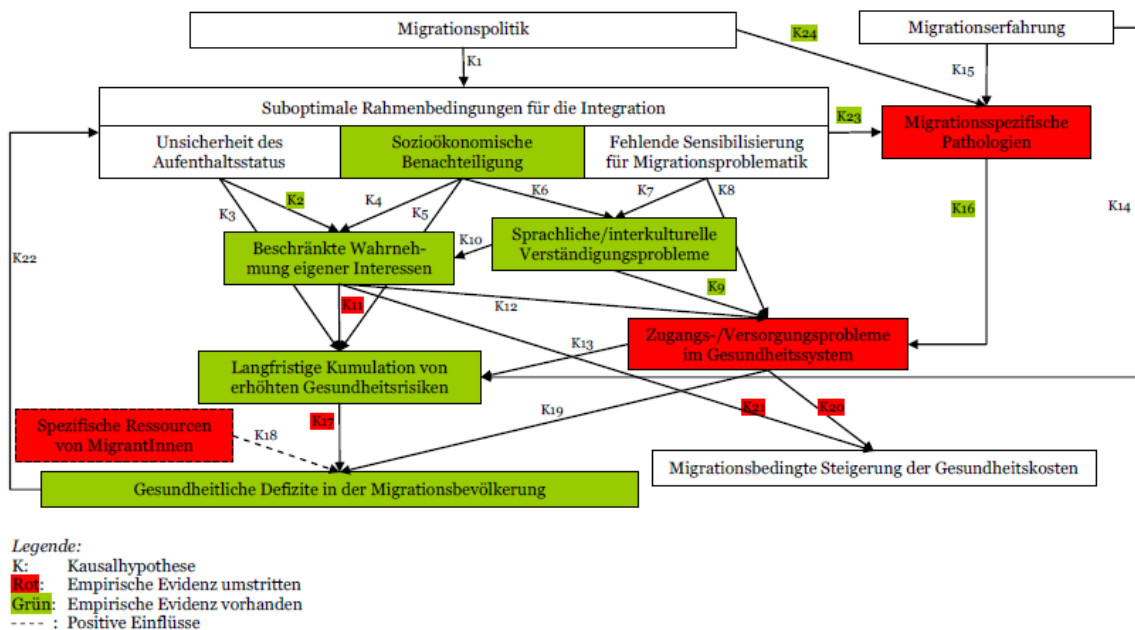 Migrationspolitik
K24
Migrationserfahrung
K1
K15
Suboptimale Rahmenbedingungen für die Integration
K23
Migrationsspezifische
Pathologien
Unsicherheit des
Aufenthaltsstatus
Sozioökonomische
Benachteiligung
Fehlende Sensibilisierung
für Migrationsproblematik
K2
K3
K4
K5
K6
K7
K8
K16
K14
K22
Beschränkte Wahrneh-
mung eigener Interessen
K10
Sprachliche/interkulturelle
Verständigungsprobleme
K9
K11
K12
Zugangs-/Versorgungsprobleme
im Gesundheitssystem
K13
Langfristige Kumulation von
erhöhten Gesundheitsrisiken
K17
K19
K21
K20
Spezifische Ressourcen
von MigrantInnen
K18
Migrationsbedingte Steigerung der Gesundheitskosten
Gesundheitliche Defizite in der Migrationsbevölkerung
Legende:
K: Kausalhypothese
Rot: Empirische Evidenz umstritten
Grün: Empirische Evidenz vorhanden
---- : Positive Einflüsse